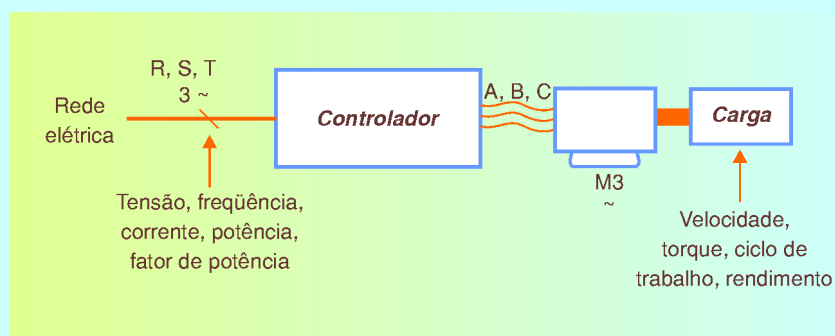 R, S, T
3 ~
Rede
elétrica
Controlador
A, B, C
Carga
M3
~
Tensão, freqüência,
corrente, potência,
fator de potência
Velocidade,
torque, ciclo de
trabalho, rendimento